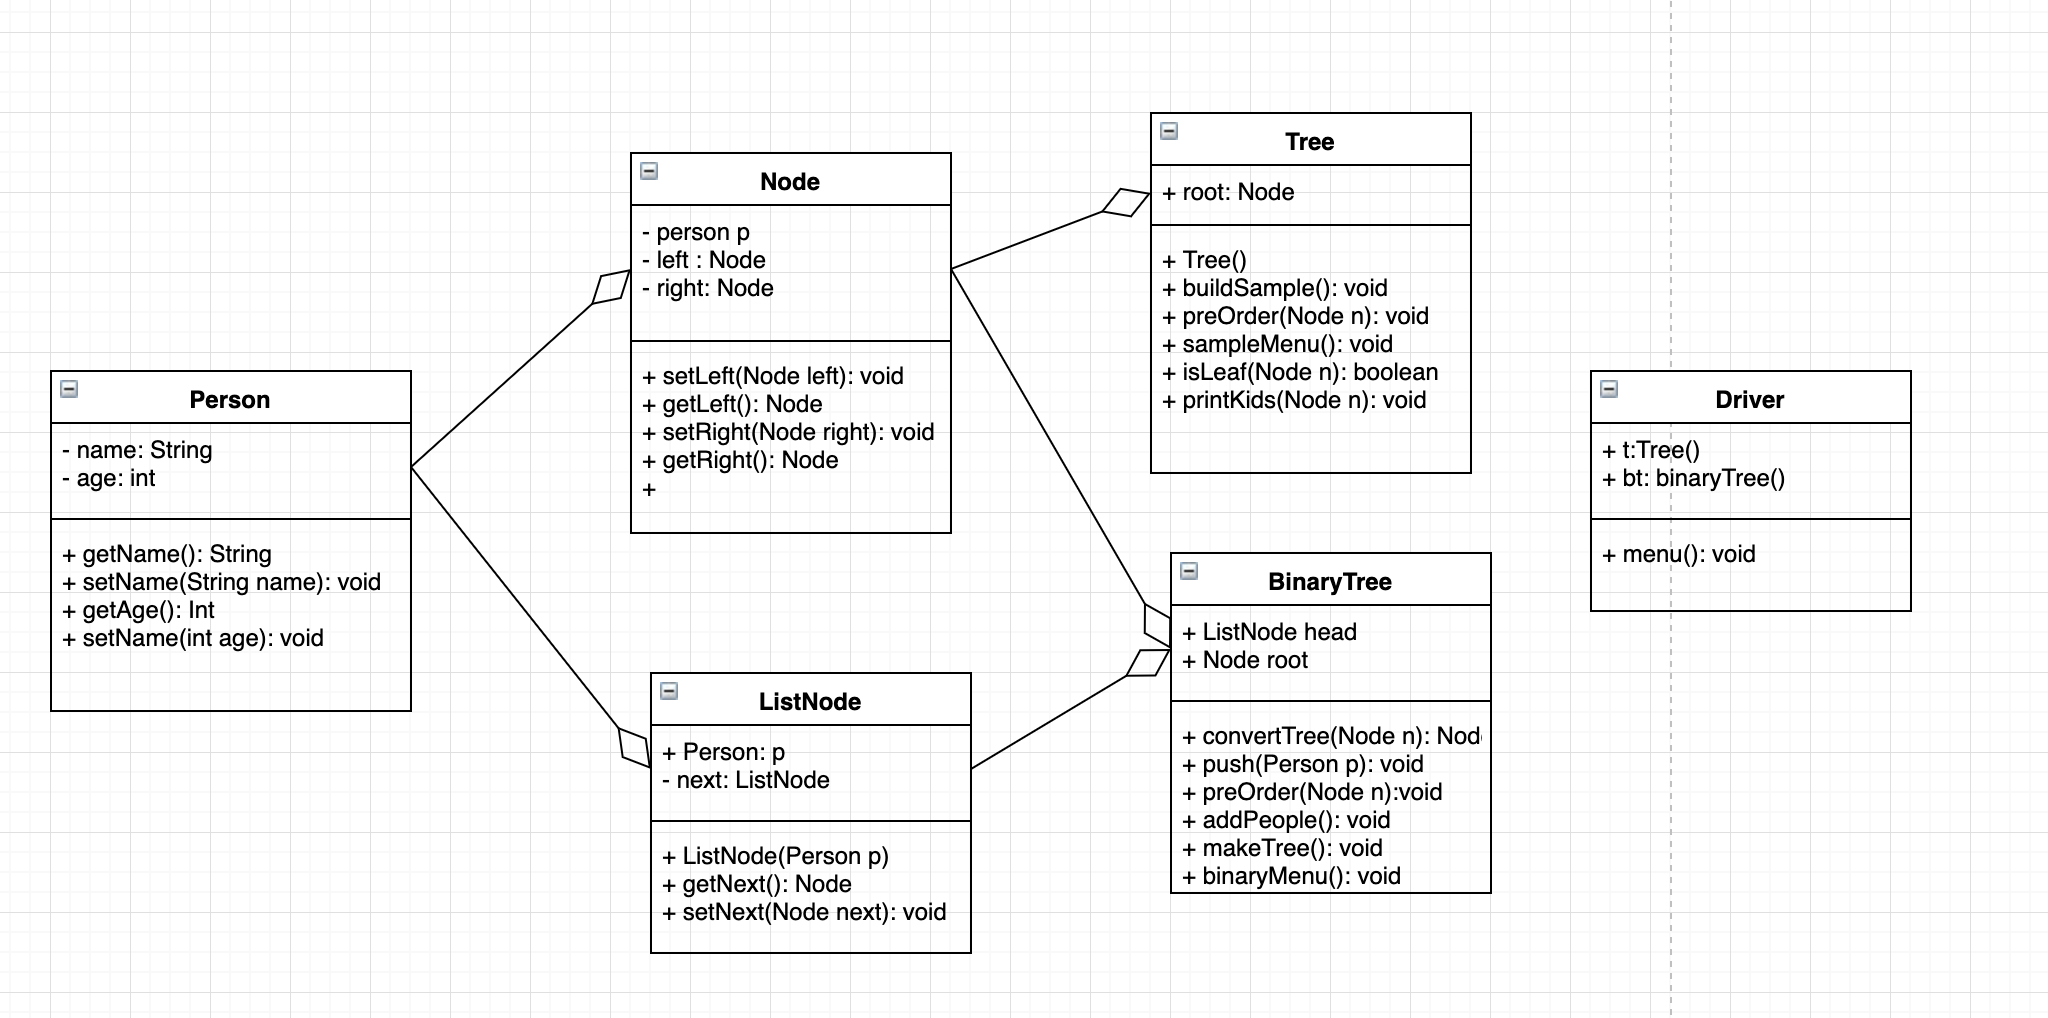 Person
- name: String
- age: int
+ getName(): String
+ setName(String name): void
+ getAge(): Int
+ setName(int age): void
Node
- person p
- left : Node
- right: Node
+ setLeft(Node left): void
+ getLeft(): Node
+ setRight(Node right): void
+ getRight(): Node
+
ListNode
+ Person: p
- next: ListNode
+ ListNode(Person p)
+ getNext(): Node
+ setNext(Node next): void
Tree
+ root: Node
+ Tree()
+ buildSample(): void
+ preOrder(Node n): void
+ sampleMenu(): void
+ isLeaf(Node n): boolean
+ printKids(Node n): void
BinaryTree
+ ListNode head
+ Node root
+ convertTree(Node n): Nod
+ push(Person p): void
+ preOrder(Node n):void
+ addPeople(): void
+ makeTree(): void
+ binaryMenu(): void
Driver
+ t:Tree()
+ bt: binaryTree()
+ menu(): void